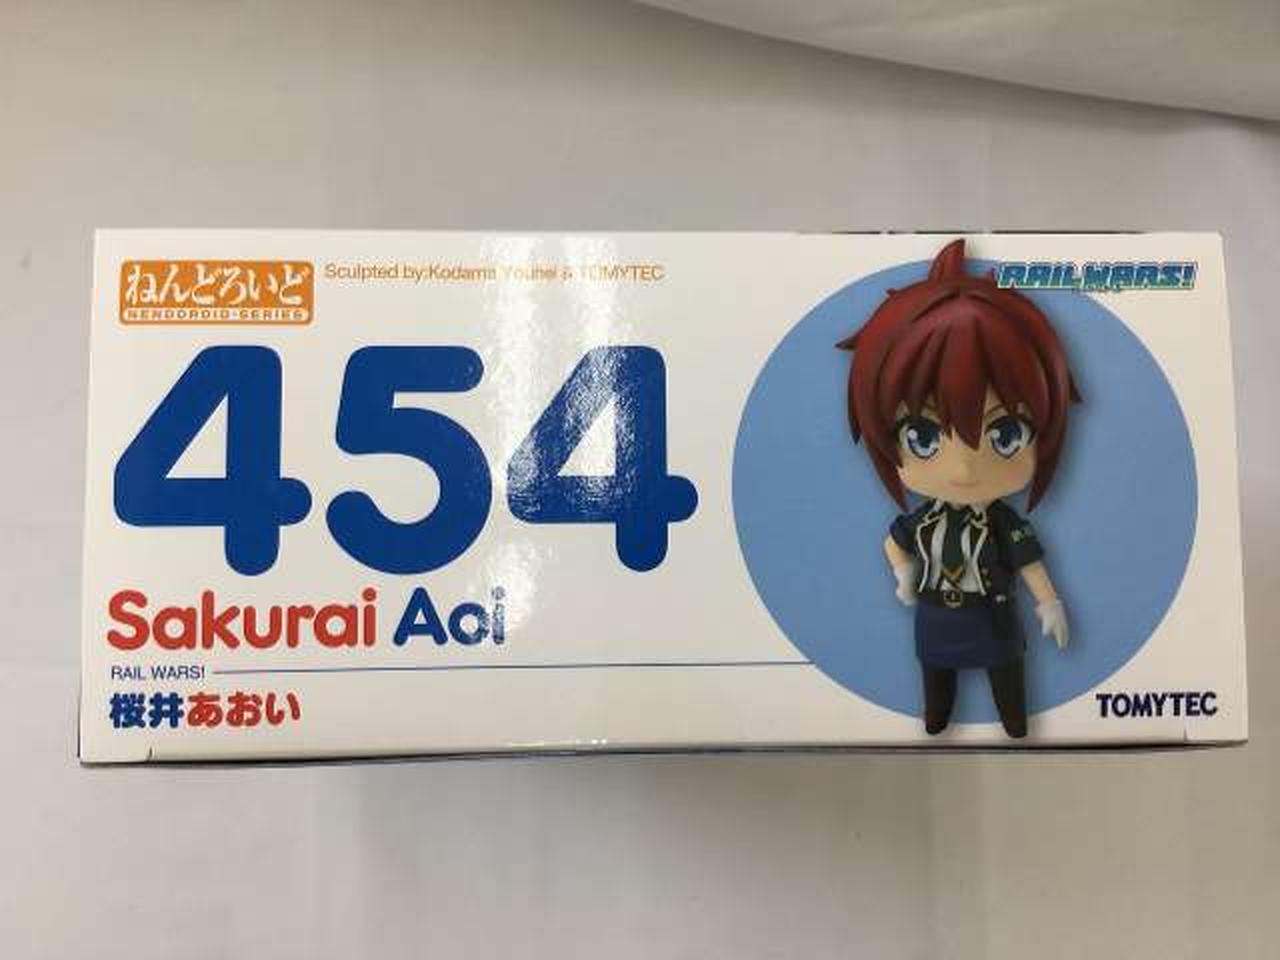 ねんどろいど
NENDOROID·SERIES
Sculpted by:Kodama Youhei & TOMYTEC
RAIL WARS!
454
Sakurai Aoi
RAIL WARS!
桜井あおい
TOMYTEC